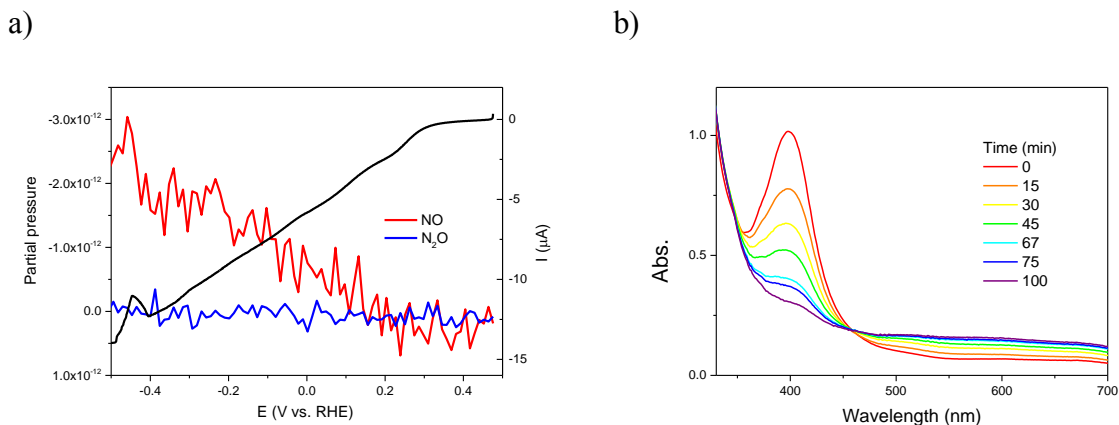 a)
b)
-3.0x10⁻¹²
-2.0x10⁻¹²
-1.0x10⁻¹²
0.0
1.0x10⁻¹²
Partial pressure
-0.4
-0.2
0.0
0.2
0.4
E (V vs. RHE)
0
-5
-10
-15
I (μA)
NO
N₂O
1.0
0.5
0.0
Abs.
400
500
600
700
Wavelength (nm)
Time (min)
0
15
30
45
67
75
100